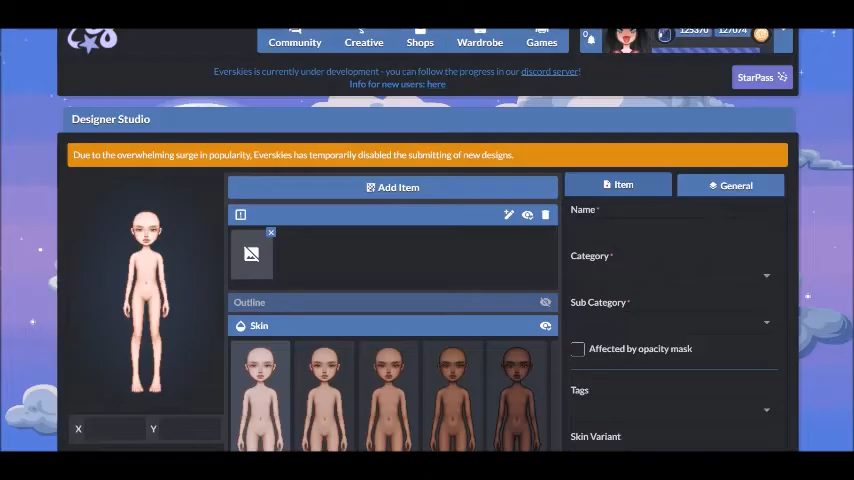 Community Creative Shops Wardrobe Games
0
125370 127074
Everskies is currently under development - you can follow the progress in our discord server!
Info for new users: here
StarPass
Designer Studio
Due to the overwhelming surge in popularity, Everskies has temporarily disabled the submitting of new designs.
Add Item
Item
General
Name*
Category*
Outline
Sub Category*
Skin
Affected by opacity mask
Tags
X Y
Skin Variant